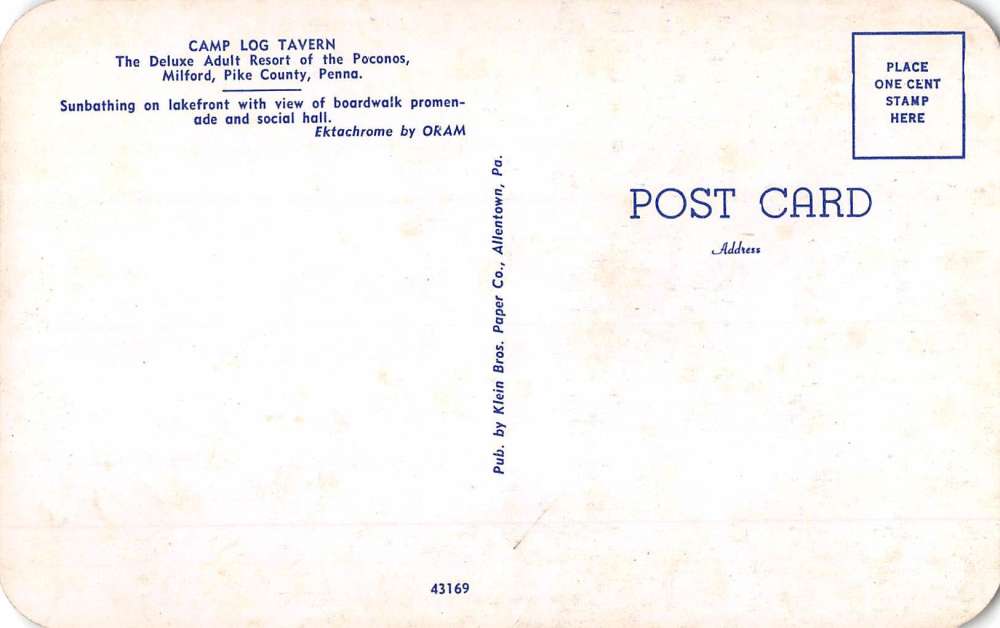 CAMP LOG TAVERN
The Deluxe Adult Resort of the Poconos,
Milford, Pike County, Penna.
Sunbathing on lakefront with view of boardwalk promen-
ade and social hall.
Ektachrome by ORAM
Pub. by Klein Bros. Paper Co., Allentown, Pa.
PLACE
ONE CENT
STAMP
HERE
POST CARD
Address
43169